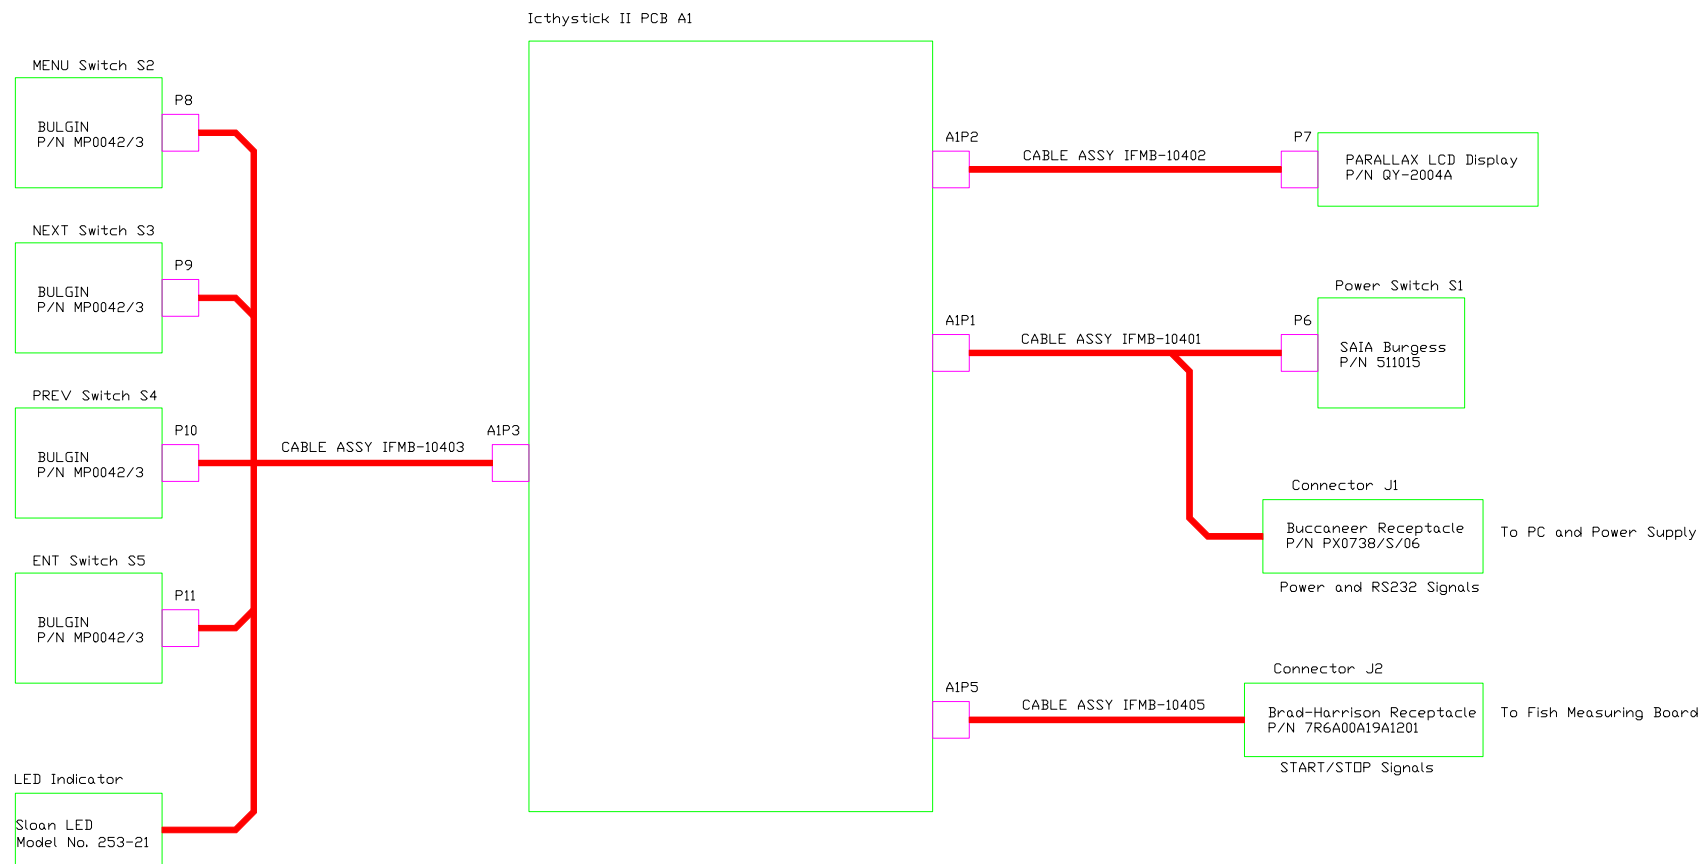 Icthystick II PCB A1
MENU Switch S2
P8
BULGIN
P/N MP0042/3
NEXT Switch S3
P9
BULGIN
P/N MP0042/3
PREV Switch S4
P10
BULGIN
P/N MP0042/3
ENT Switch S5
P11
BULGIN
P/N MP0042/3
LED Indicator
Sloan LED
Model No. 253-21
CABLE ASSY IFMB-10403
A1P3
A1P2
CABLE ASSY IFMB-10402
P7
PARALLAX LCD Display
P/N QY-2004A
A1P1
CABLE ASSY IFMB-10401
Power Switch S1
P6
SAIA Burgess
P/N 511015
Connector J1
Buccaneer Receptacle
P/N PX0738/S/06
To PC and Power Supply
Power and RS232 Signals
A1P5
CABLE ASSY IFMB-10405
Connector J2
Brad-Harrison Receptacle
P/N 7R6A00A19A1201
To Fish Measuring Board
START/STOP Signals